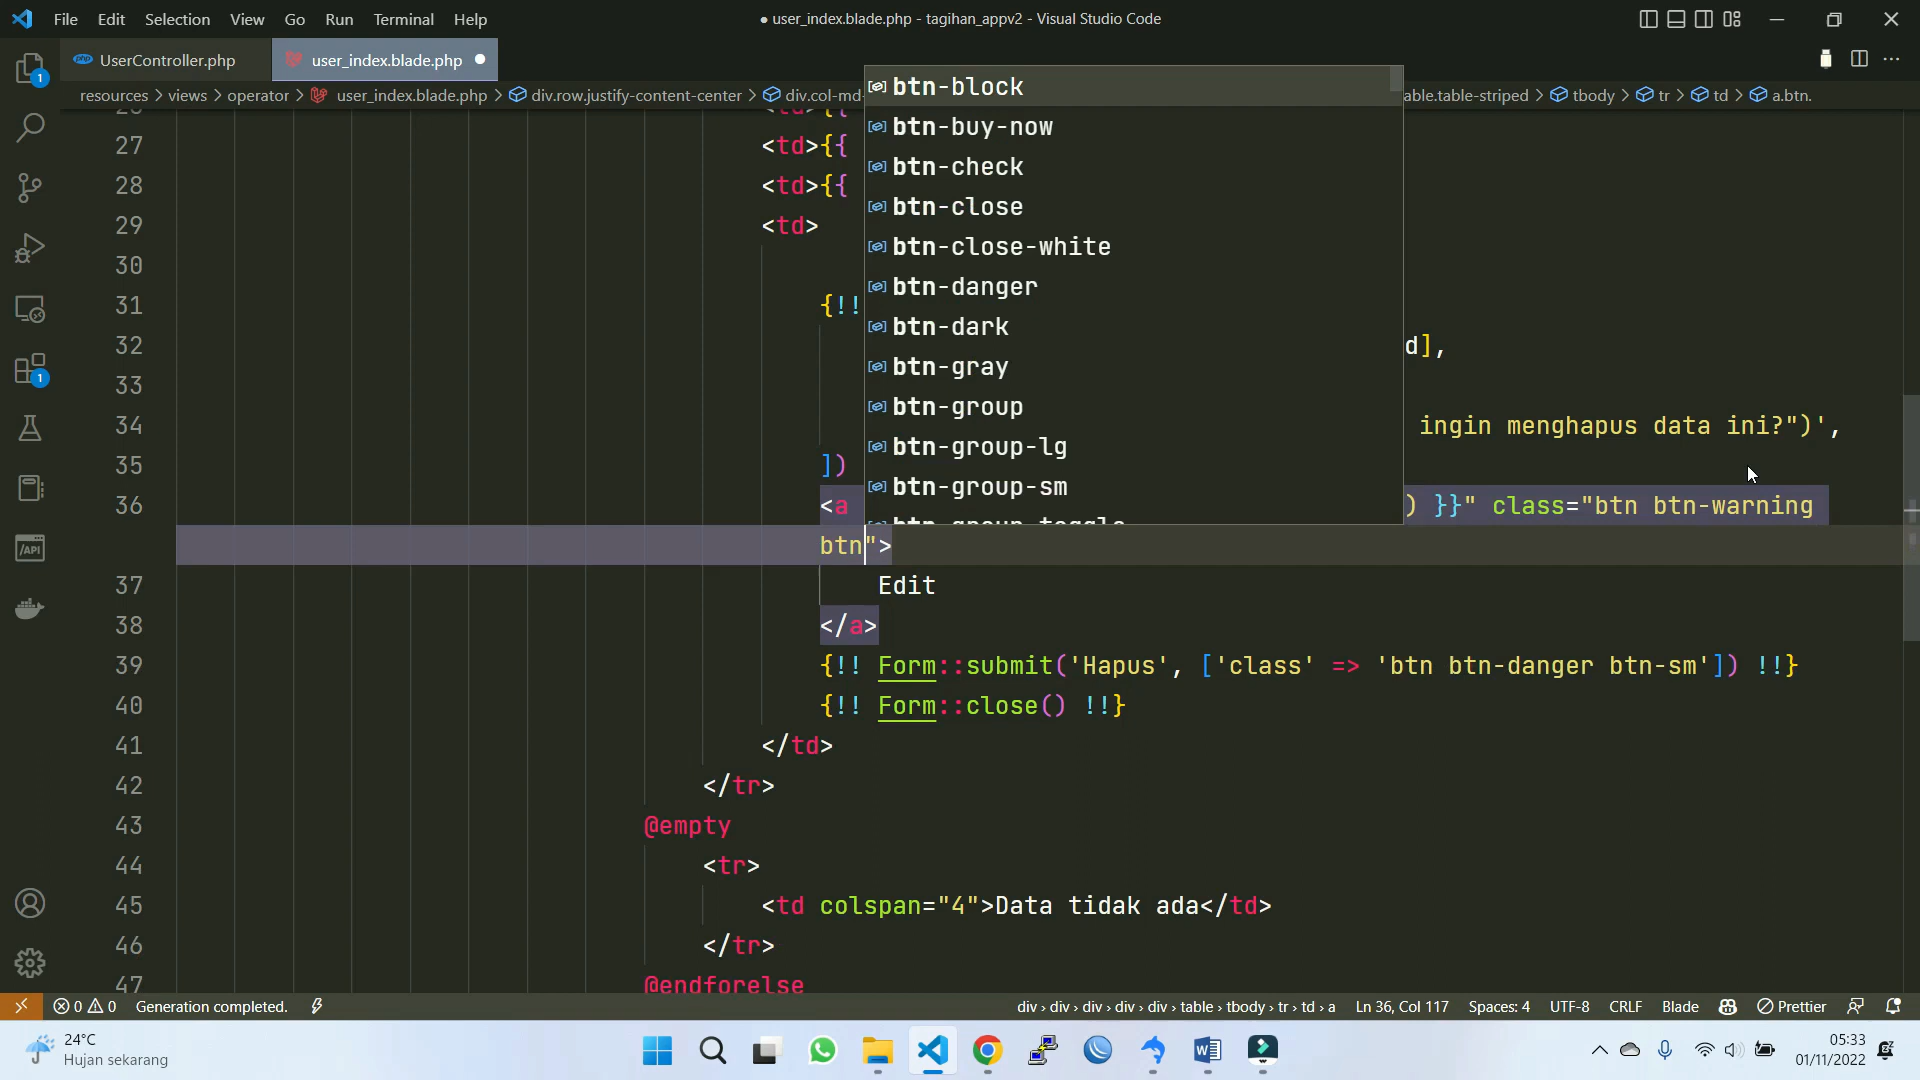 File Edit Selection View Go Run Terminal Help
● user_index.blade.php - tagihan_appv2 - Visual Studio Code
UserController.php
user_index.blade.php ●
resources > views > operator > user_index.blade.php > div.row.justify-content-center > div.col-md-
able.table-striped > tbody > tr > td > a.btn.
27 <td>{{
28 <td>{{
29 <td>
30
31 {!!
32 d],
33
34 ingin menghapus data ini?")',
35 ])
36 <a ) }}" class="btn btn-warning
btn">
37 Edit
38 </a>
39 {!! Form::submit('Hapus', ['class' => 'btn btn-danger btn-sm']) !!}
40 {!! Form::close() !!}
41 </td>
42 </tr>
43 @empty
44 <tr>
45 <td colspan="4">Data tidak ada</td>
46 </tr>
47 @endforelse
btn-block
btn-buy-now
btn-check
btn-close
btn-close-white
btn-danger
btn-dark
btn-gray
btn-group
btn-group-lg
btn-group-sm
btn-group-toggle
1
1
API
0 0 Generation completed.
div > div > div > div > div > table > tbody > tr > td > a Ln 36, Col 117 Spaces: 4 UTF-8 CRLF Blade Prettier
24°C
Hujan sekarang
05:33
01/11/2022